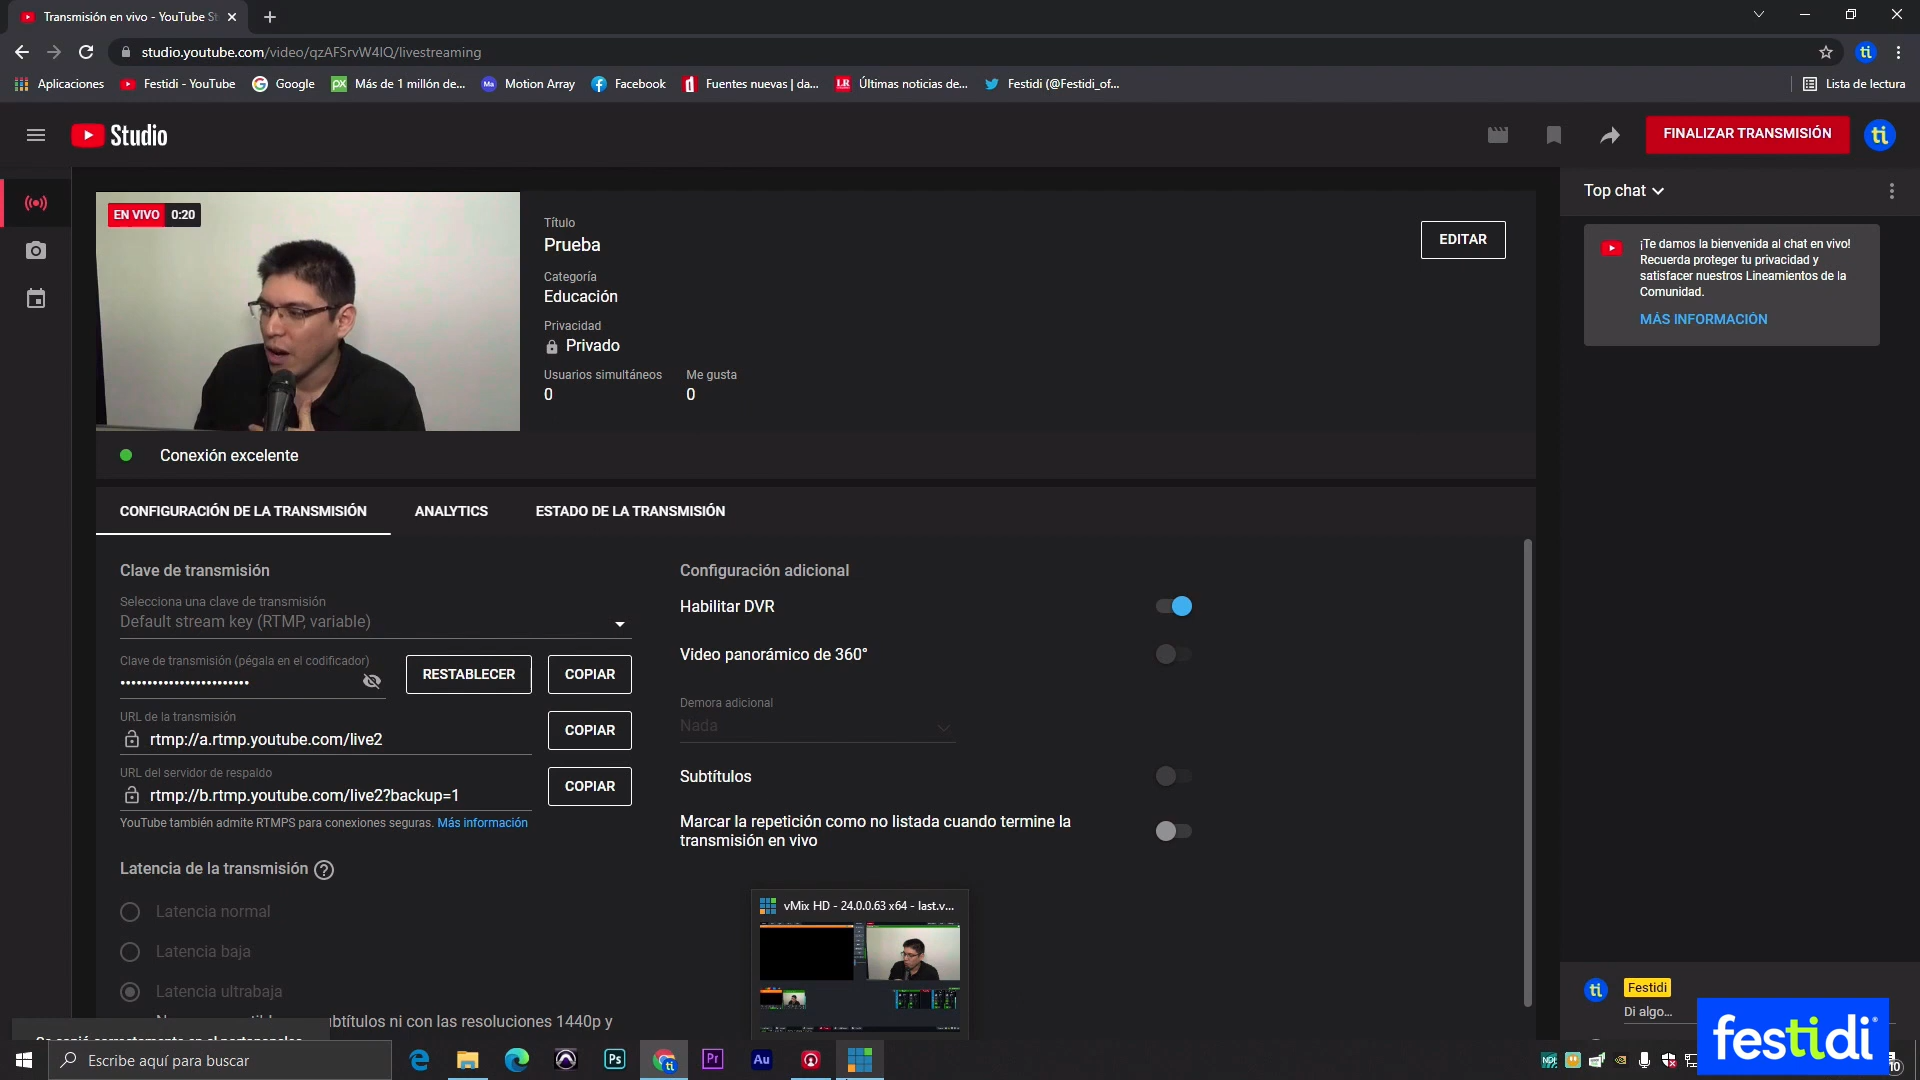 Transmisión en vivo - YouTube St
studio.youtube.com/video/qzAFSrvW4IQ/livestreaming
ti
Aplicaciones
Festidi - YouTube
Google
Más de 1 millón de...
Motion Array
Facebook
Fuentes nuevas | da...
Últimas noticias de...
Festidi (@Festidi_of...
Lista de lectura
Studio
FINALIZAR TRANSMISIÓN
ti
EN VIVO 0:20
Título
Prueba
EDITAR
Categoría
Educación
Privacidad
Privado
Usuarios simultáneos
Me gusta
0
0
Conexión excelente
Top chat
¡Te damos la bienvenida al chat en vivo!
Recuerda proteger tu privacidad y
satisfacer nuestros Lineamientos de la
Comunidad.
MÁS INFORMACIÓN
CONFIGURACIÓN DE LA TRANSMISIÓN
ANALYTICS
ESTADO DE LA TRANSMISIÓN
Clave de transmisión
Selecciona una clave de transmisión
Default stream key (RTMP, variable)
Clave de transmisión (pégala en el codificador)
••••••••••••••••••••••••
RESTABLECER
COPIAR
URL de la transmisión
rtmp://a.rtmp.youtube.com/live2
COPIAR
URL del servidor de respaldo
rtmp://b.rtmp.youtube.com/live2?backup=1
COPIAR
YouTube también admite RTMPS para conexiones seguras. Más información
Latencia de la transmisión
Latencia normal
Latencia baja
Latencia ultrabaja
btítulos ni con las resoluciones 1440p y
Configuración adicional
Habilitar DVR
Video panorámico de 360°
Demora adicional
Nada
Subtítulos
Marcar la repetición como no listada cuando termine la
transmisión en vivo
vMix HD - 24.0.0.63 x64 - last.v...
ti
Festidi
Di algo...
festidi
Escribe aquí para buscar
Ps
Pr
Au
NDI
10